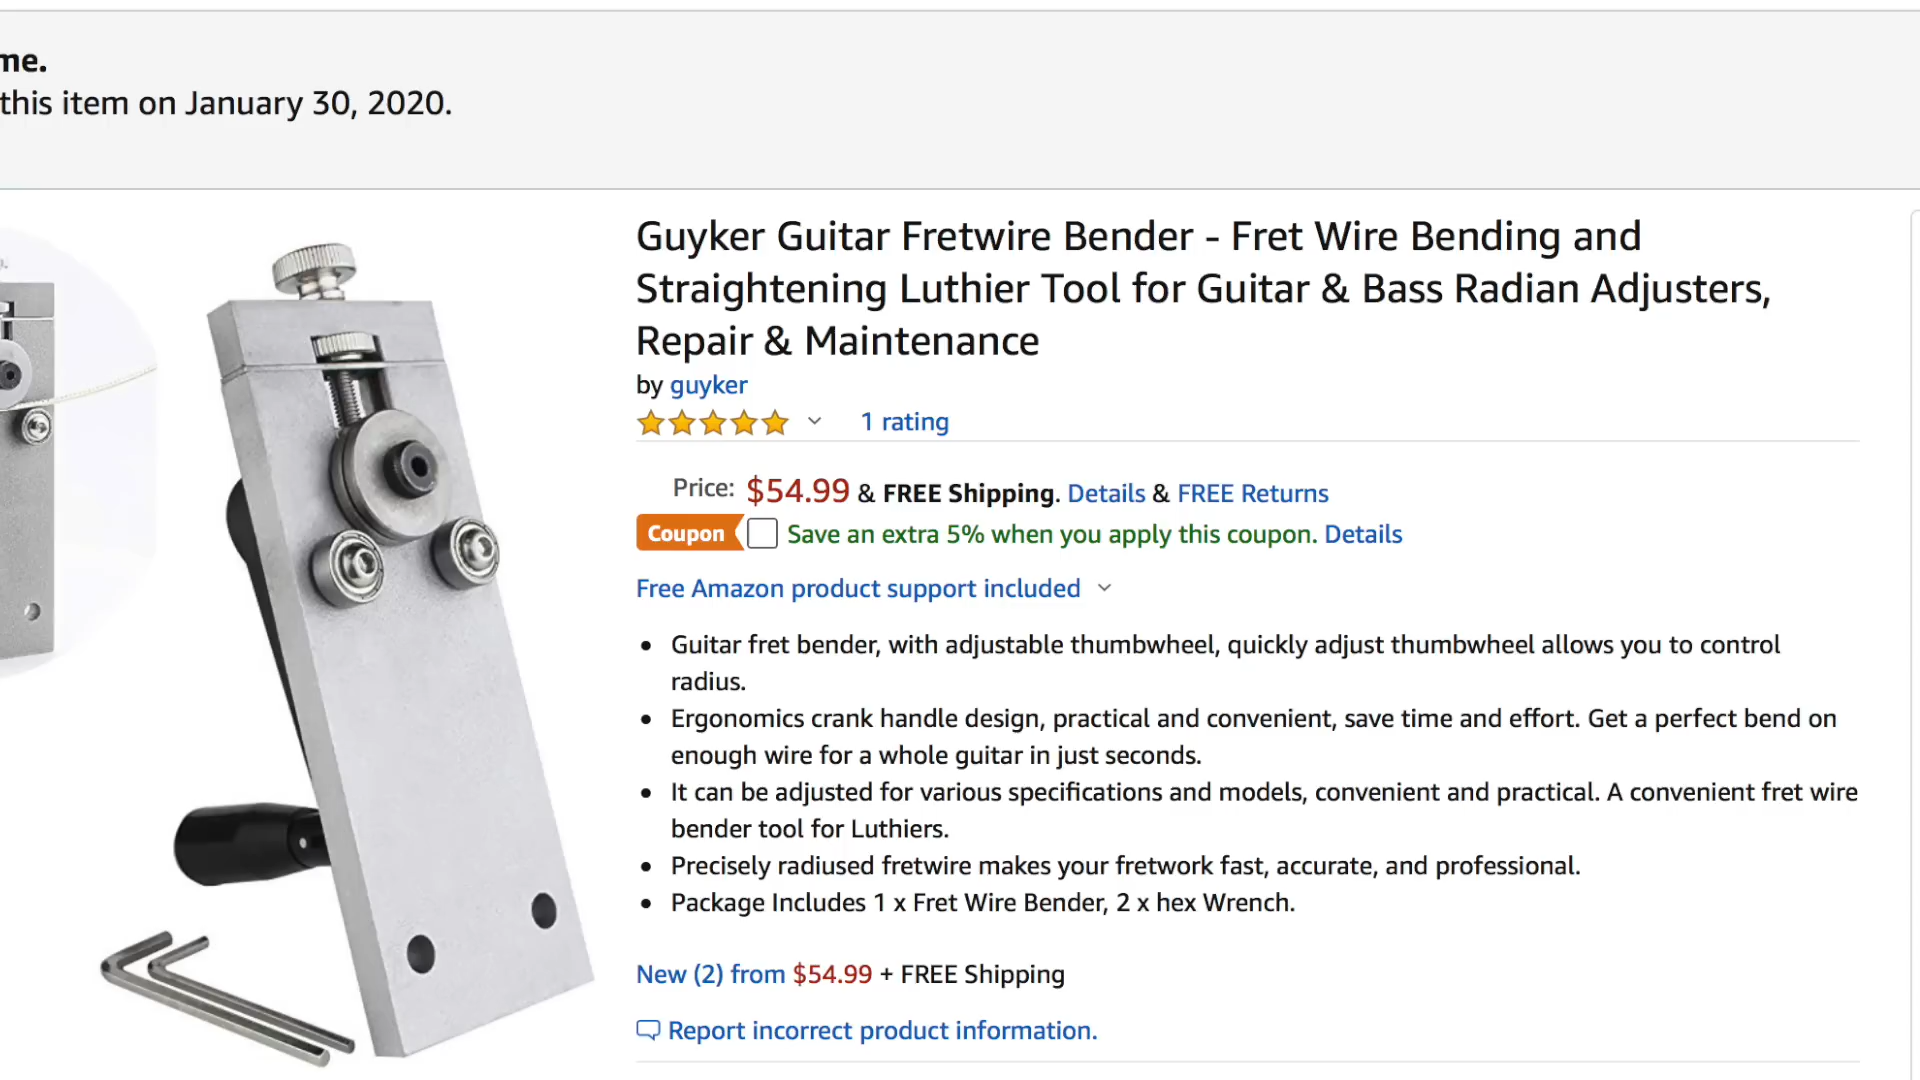 me.
this item on January 30, 2020.
Guyker Guitar Fretwire Bender - Fret Wire Bending and
Straightening Luthier Tool for Guitar & Bass Radian Adjusters,
Repair & Maintenance
by guyker
1 rating
Price: $54.99 & FREE Shipping. Details & FREE Returns
Coupon Save an extra 5% when you apply this coupon. Details
Free Amazon product support included
• Guitar fret bender, with adjustable thumbwheel, quickly adjust thumbwheel allows you to control
radius.
• Ergonomics crank handle design, practical and convenient, save time and effort. Get a perfect bend on
enough wire for a whole guitar in just seconds.
• It can be adjusted for various specifications and models, convenient and practical. A convenient fret wire
bender tool for Luthiers.
• Precisely radiused fretwire makes your fretwork fast, accurate, and professional.
• Package Includes 1 x Fret Wire Bender, 2 x hex Wrench.
New (2) from $54.99 + FREE Shipping
Report incorrect product information.